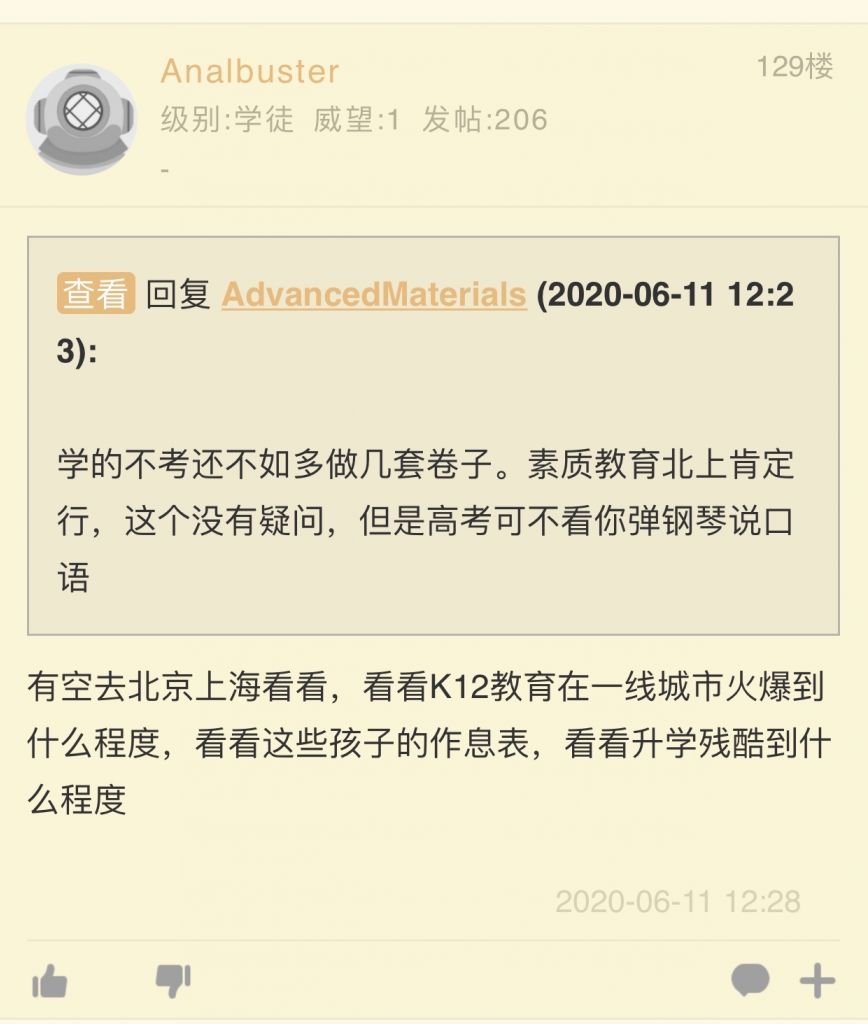 Analbuster
129楼
级别:学徒 威望:1 发帖:206
-
查看 回复 AdvancedMaterials (2020-06-11 12:2
3):
学的不考还不如多做几套卷子。素质教育北上肯定
行，这个没有疑问，但是高考可不看你弹钢琴说口
语
有空去北京上海看看，看看K12教育在一线城市火爆到
什么程度，看看这些孩子的作息表，看看升学残酷到什
么程度
2020-06-11 12:28